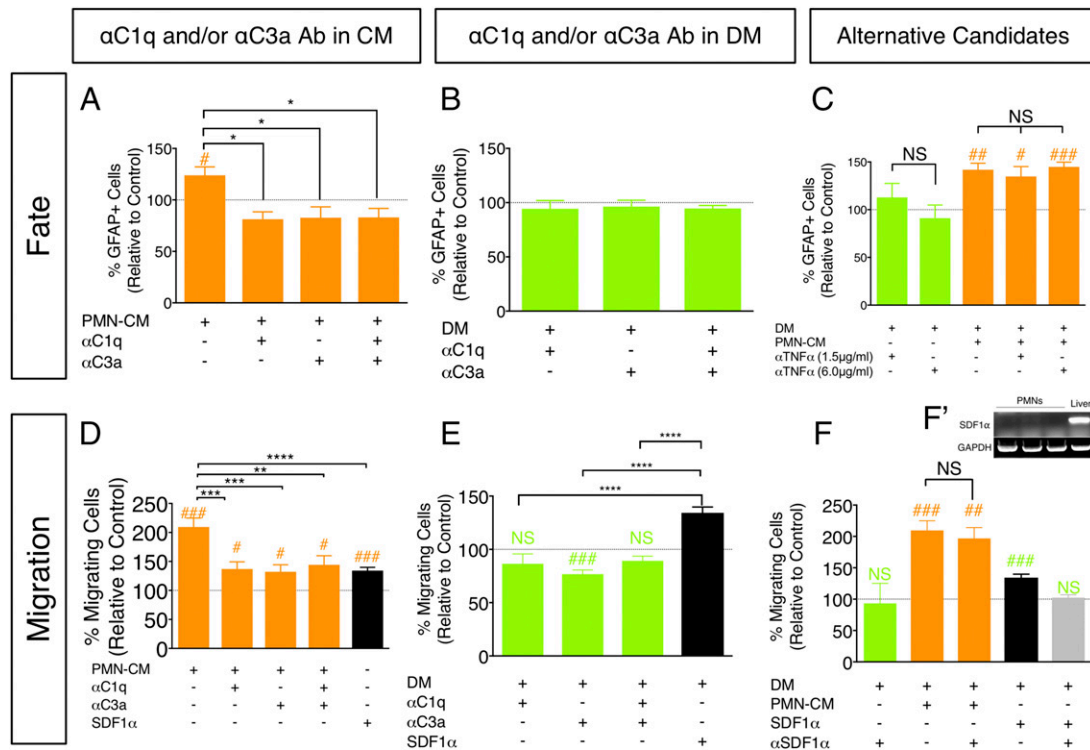 αC1q and/or αC3a Ab in CM
αC1q and/or αC3a Ab in DM
Alternative Candidates
Fate
A
% GFAP+ Cells
(Relative to Control)
150
100
50
0
#
*
*
*
PMN-CM + + + +
αC1q - + - +
αC3a - - + +
B
% GFAP+ Cells
(Relative to Control)
150
100
50
0
DM + + +
αC1q + - +
αC3a - + +
C
% GFAP+ Cells
(Relative to Control)
150
100
50
0
NS
NS
## # ###
DM + + + + +
PMN-CM - - + + +
αTNFα (1.5μg/ml) + - - + -
αTNFα (6.0μg/ml) - + - - +
Migration
D
% Migrating Cells
(Relative to Control)
250
200
150
100
50
0
****
**
***
***
### # # # ###
PMN-CM + + + + -
αC1q - + - + -
αC3a - - + + -
SDF1α - - - - +
E
% Migrating Cells
(Relative to Control)
150
100
50
0
****
****
****
NS ### NS
DM + + + +
αC1q + - + -
αC3a - + + -
SDF1α - - - +
F
% Migrating Cells
(Relative to Control)
250
200
150
100
50
0
NS
NS ### ## ### NS
DM + + + + +
PMN-CM - + + - -
SDF1α - - - + +
αSDF1α + - + - +
F'
PMNs Liver
SDF1α
GAPDH